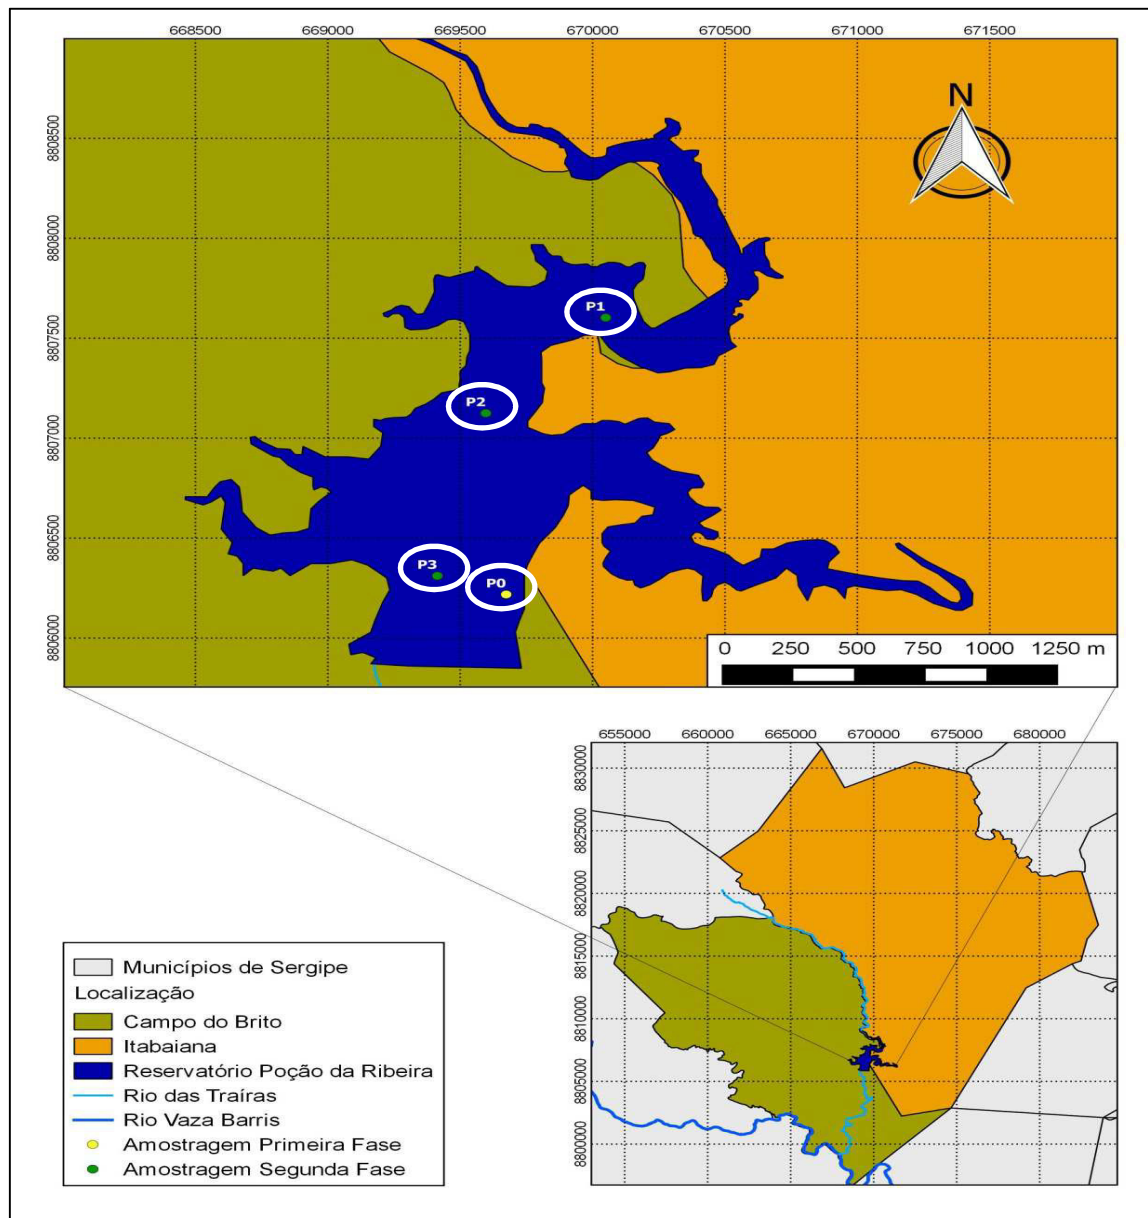 668500 669000 669500 670000 670500 671000 671500
N
8808500
8808000
P1
8807500
P2
8807000
8806500
P3
P0
8806000
0 250 500 750 1000 1250 m
655000 660000 665000 670000 675000 680000
8830000
8825000
8820000
8815000
8810000
8805000
8800000
Municípios de Sergipe
Localização
Campo do Brito
Itabaiana
Reservatório Poção da Ribeira
Rio das Traíras
Rio Vaza Barris
Amostragem Primeira Fase
Amostragem Segunda Fase